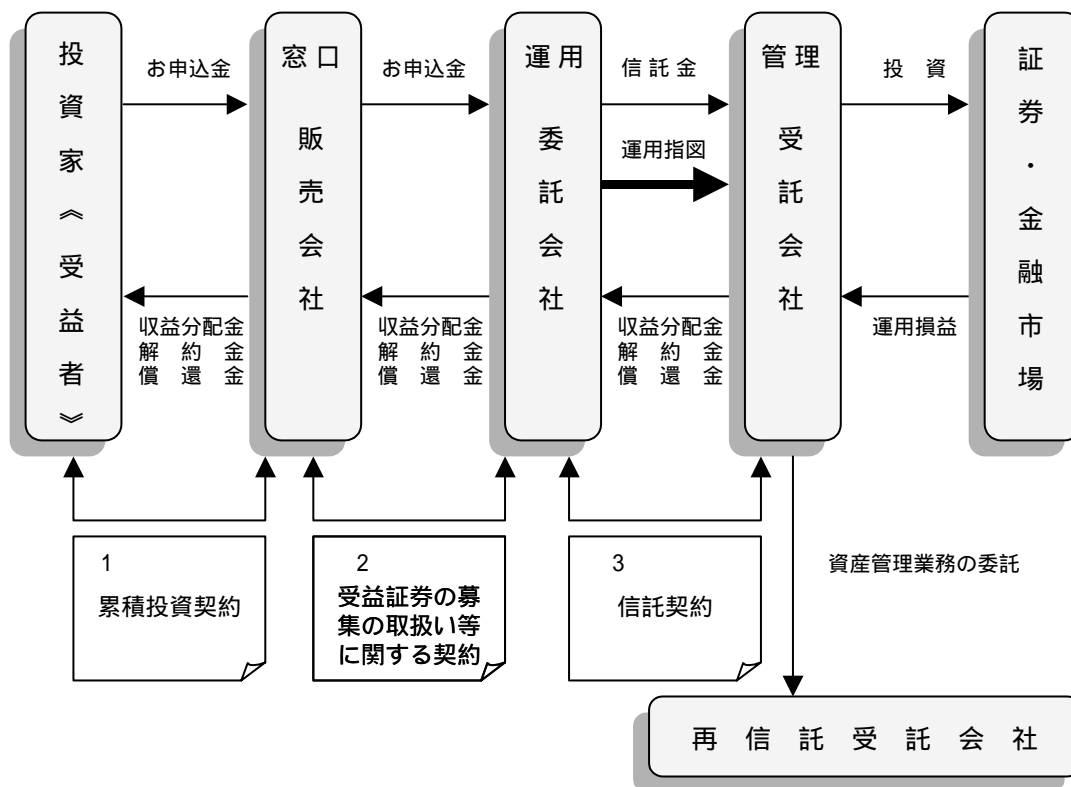 投資家《受益者》
お申込金
窓口
販売会社
お申込金
運用
委託会社
信託金
運用指図
管理
受託会社
投資
証券・金融市場
収益分配金
解約金
償還金
収益分配金
解約金
償還金
収益分配金
解約金
償還金
運用損益
1
累積投資契約
2
受益証券の募
集の取扱い等
に関する契約
3
信託契約
資産管理業務の委託
再信託受託会社